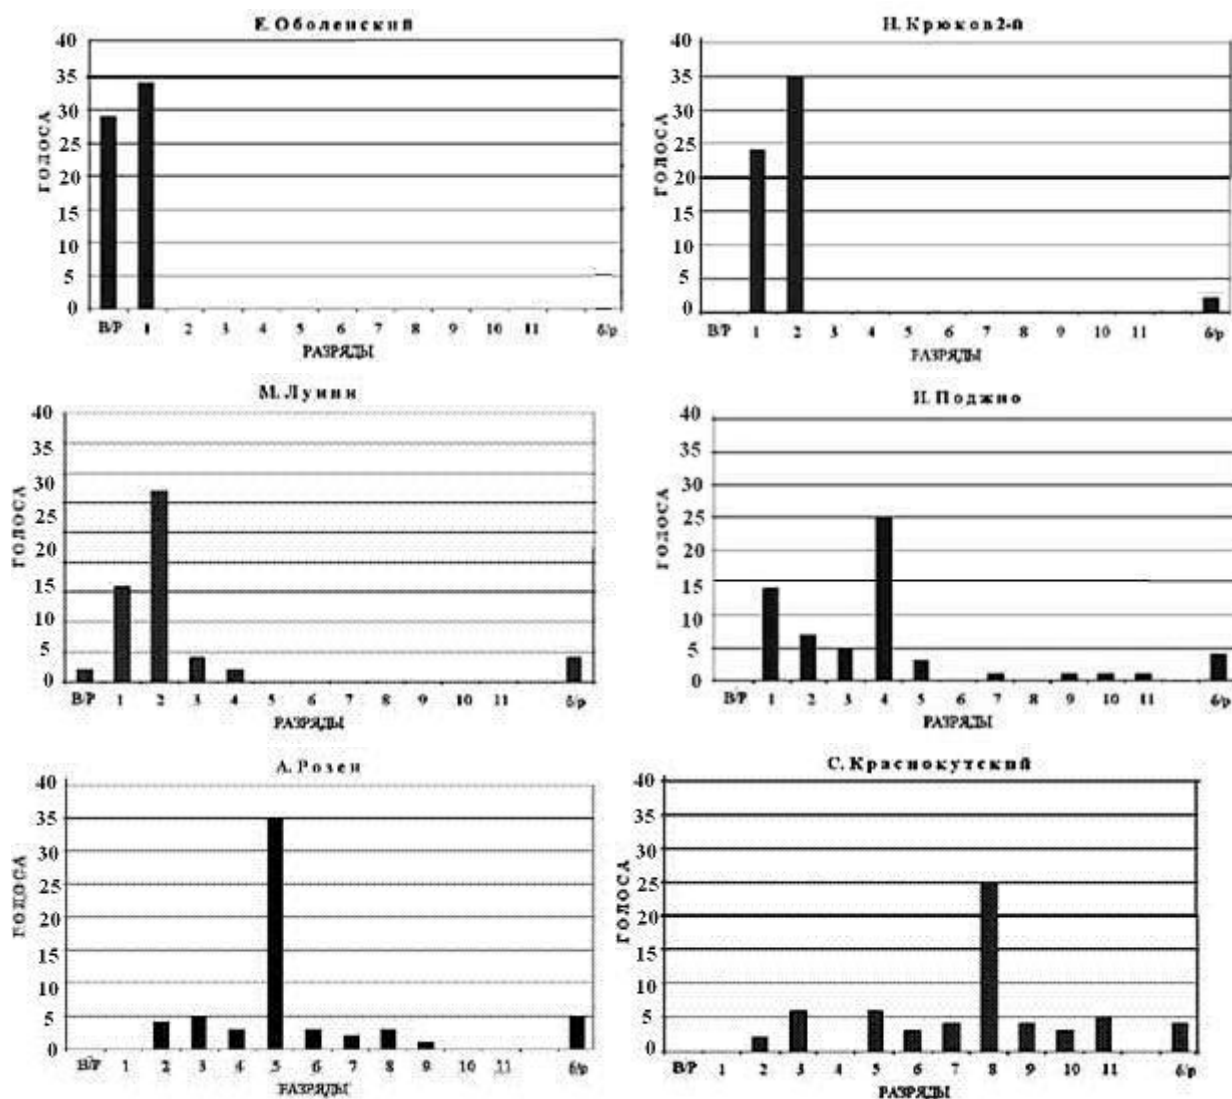 Е. Оболенский
40
35
30
25
20
15
10
5
0
ГОЛОСА
В/Р 1 2 3 4 5 6 7 8 9 10 11 б/р
РАЗРЯДЫ
Н. Крюков 2-й
40
35
30
25
20
15
10
5
0
ГОЛОСА
В/Р 1 2 3 4 5 6 7 8 9 10 11 б/р
РАЗРЯДЫ
М. Лунин
40
35
30
25
20
15
10
5
0
ГОЛОСА
В/Р 1 2 3 4 5 6 7 8 9 10 11 б/р
РАЗРЯДЫ
И. Поджио
40
35
30
25
20
15
10
5
0
ГОЛОСА
В/Р 1 2 3 4 5 6 7 8 9 10 11 б/р
РАЗРЯДЫ
А. Розен
40
35
30
25
20
15
10
5
0
ГОЛОСА
В/Р 1 2 3 4 5 6 7 8 9 10 11 б/р
РАЗРЯДЫ
С. Краснокутский
40
35
30
25
20
15
10
5
0
ГОЛОСА
В/Р 1 2 3 4 5 6 7 8 9 10 11 б/р
РАЗРЯДЫ